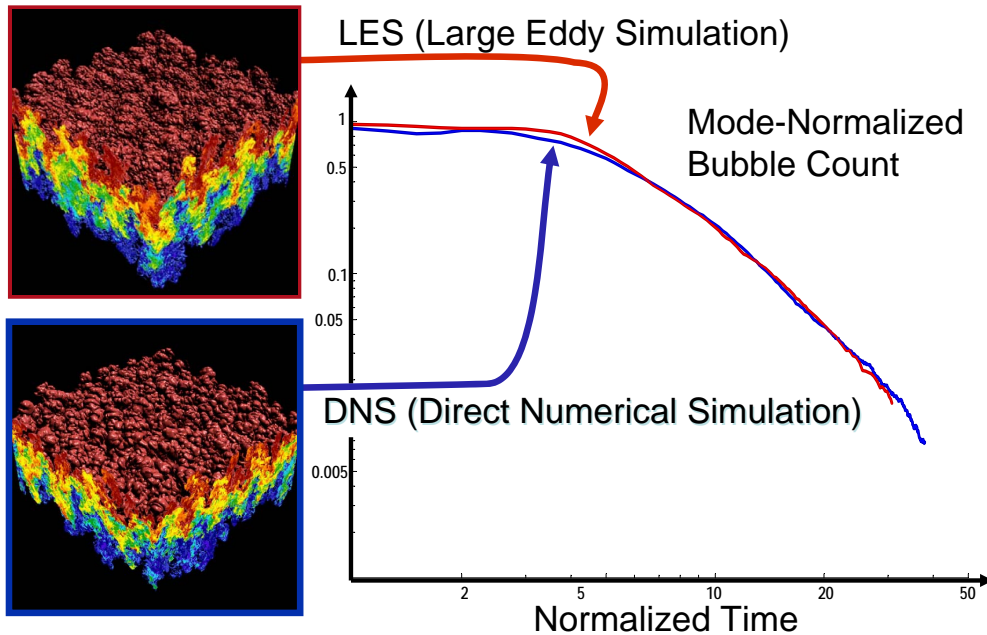 LES (Large Eddy Simulation)
Mode-Normalized
Bubble Count
1
0.5
0.1
0.05
DNS (Direct Numerical Simulation)
0.005
2 5 10 20 50
Normalized Time